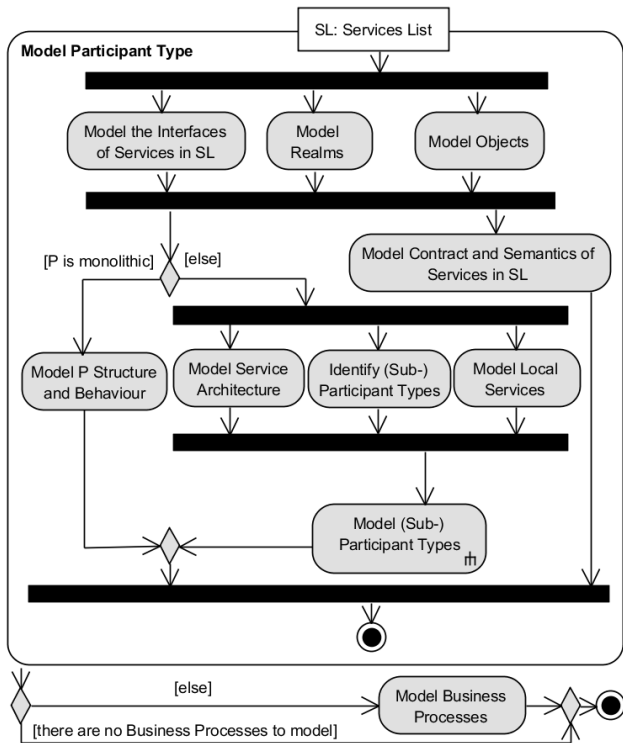 SL: Services List
Model Participant Type
Model the Interfaces
of Services in SL
Model
Realms
Model Objects
[P is monolithic]
[else]
Model Contract and Semantics of
Services in SL
Model P Structure
and Behaviour
Model Service
Architecture
Identify (Sub-)
Participant Types
Model Local
Services
Model (Sub-)
Participant Types
[else]
Model Business
Processes
[there are no Business Processes to model]